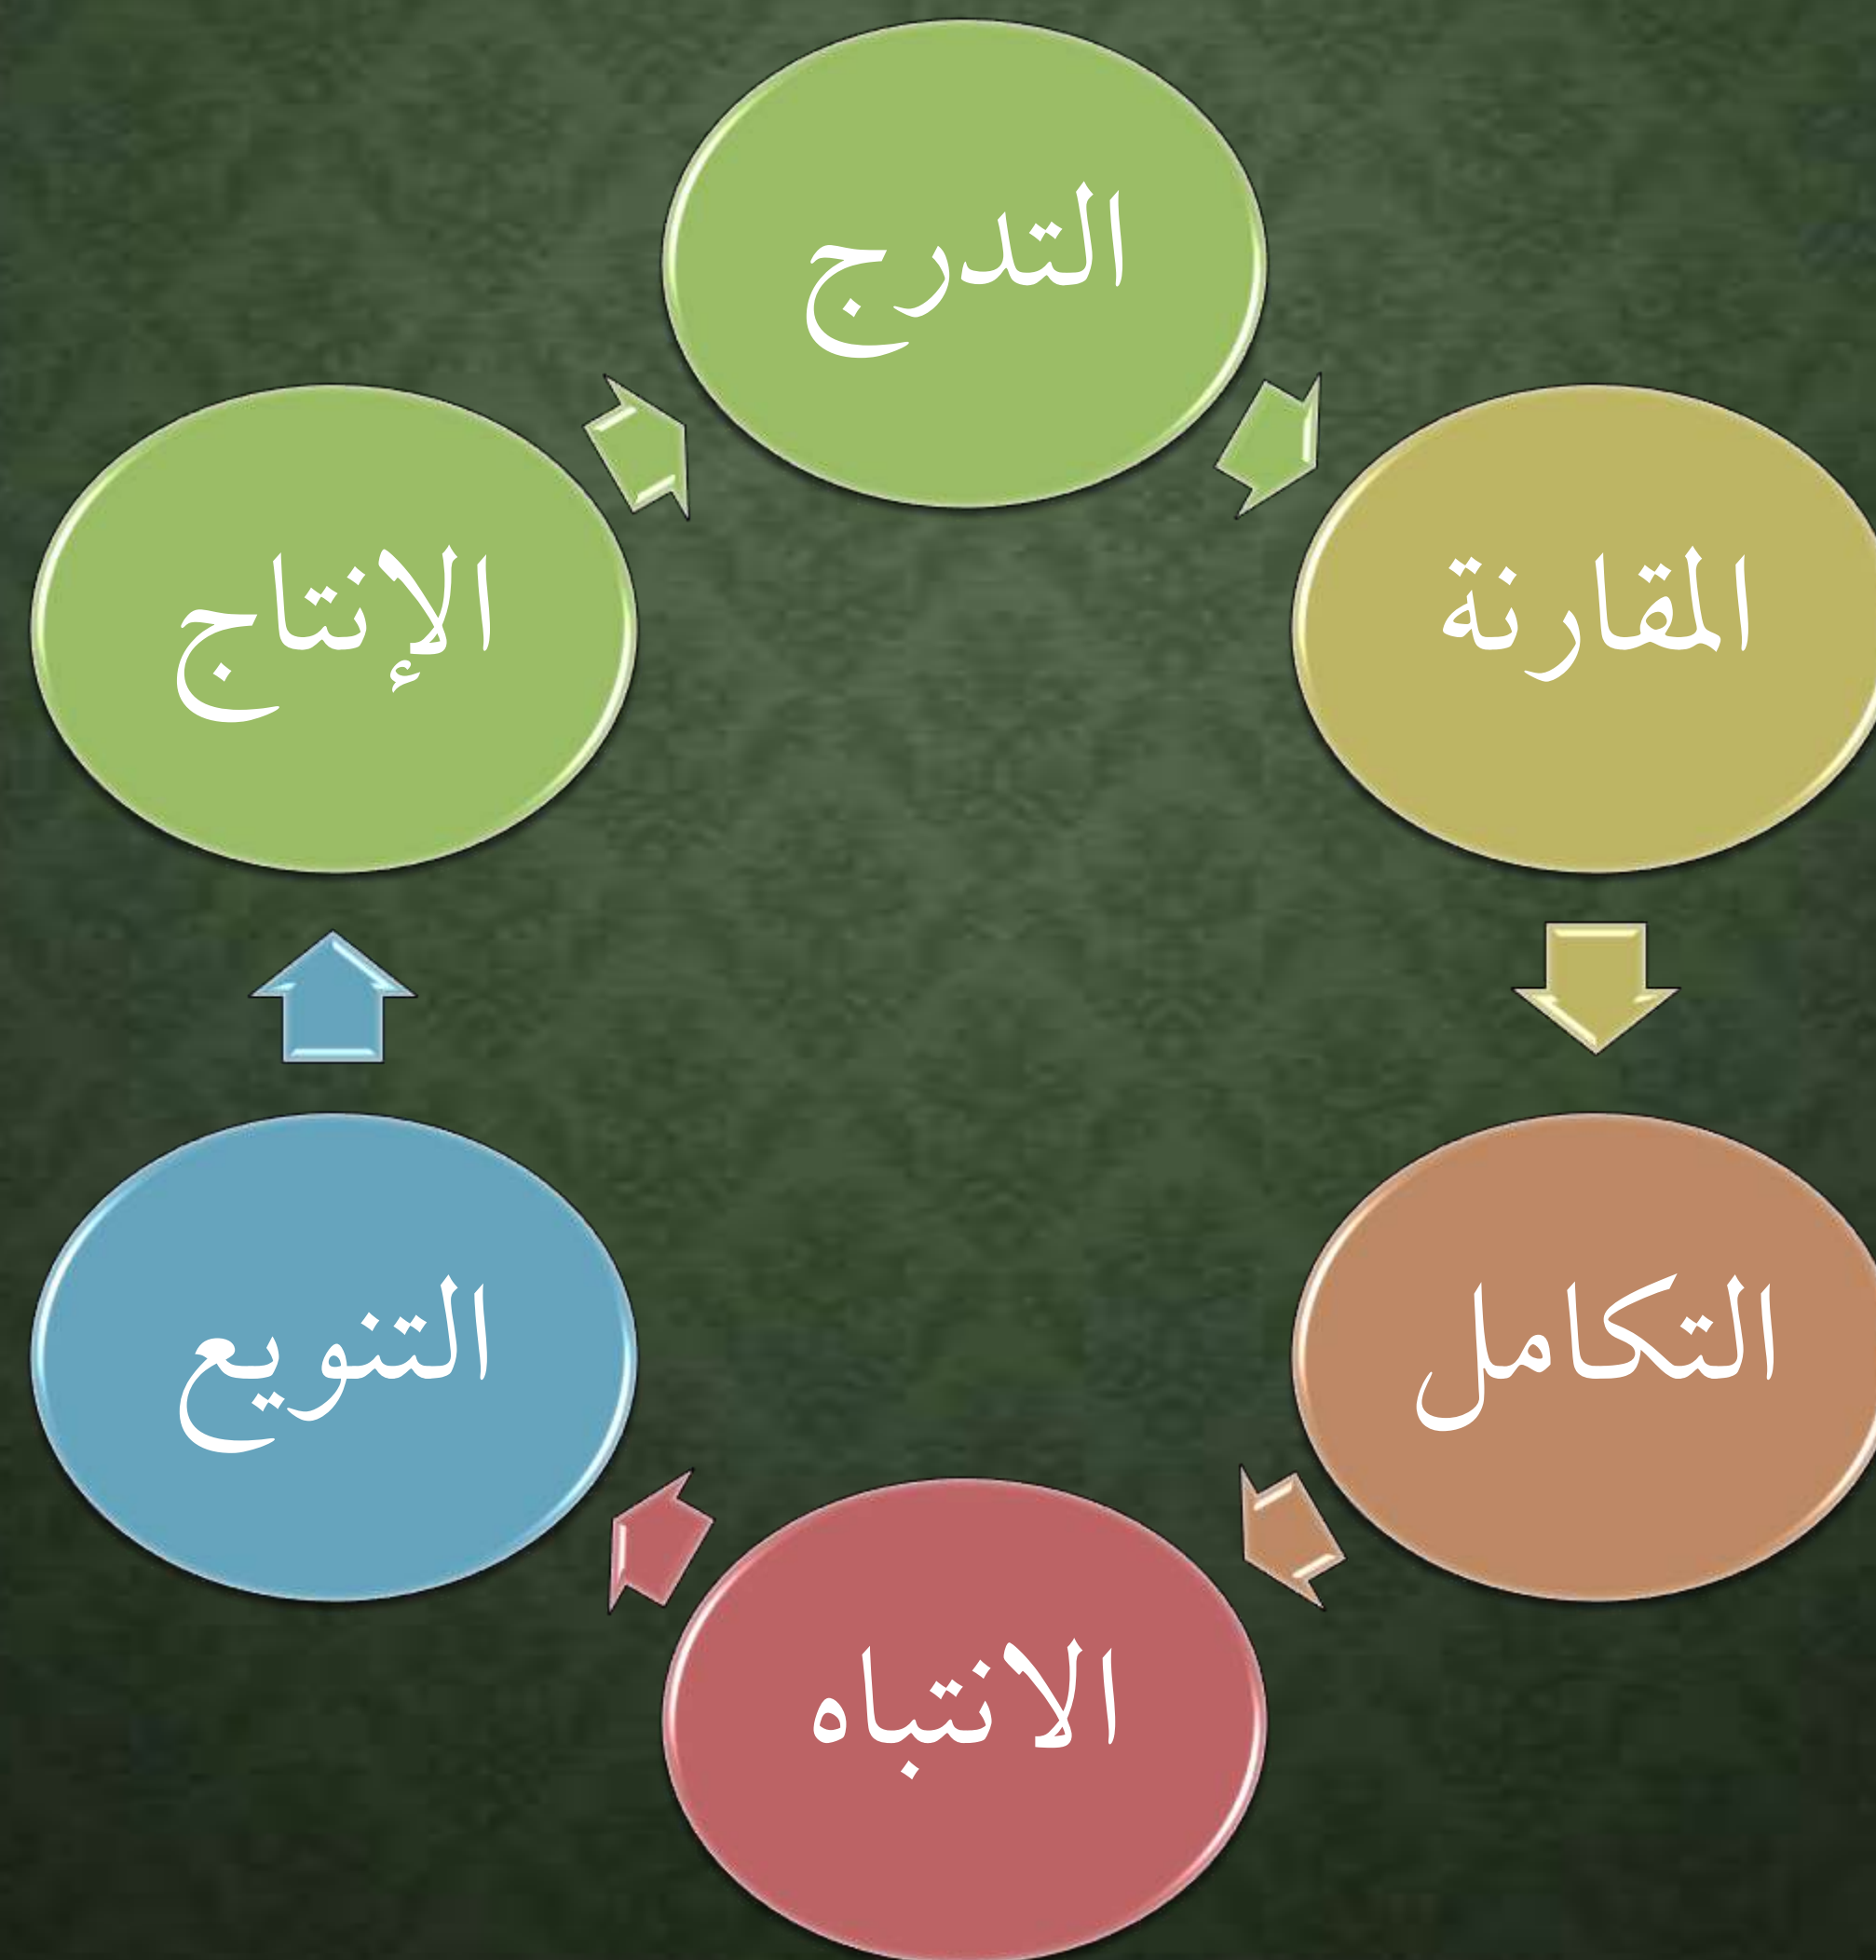 التدرج
المقارنة
التكامل
الانتباه
التنويع
الإنتاج